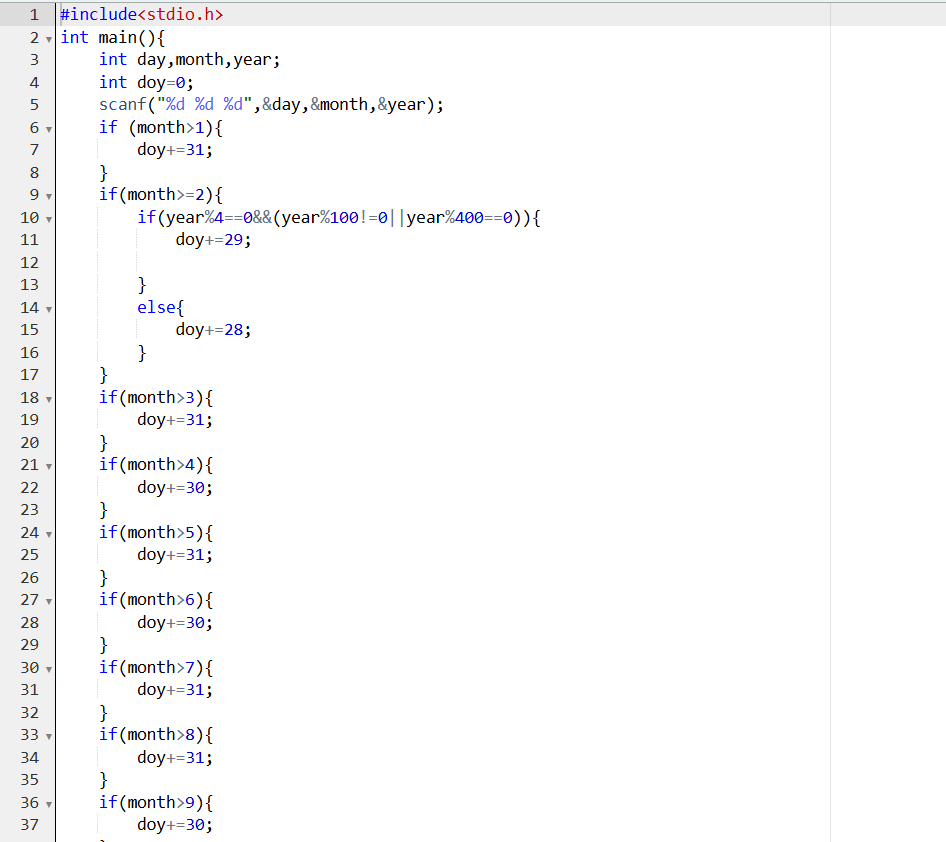 1 #include<stdio.h>
2 int main(){
3     int day,month,year;
4     int doy=0;
5     scanf("%d %d %d",&day,&month,&year);
6     if (month>1){
7         doy+=31;
8     }
9     if(month>=2){
10         if(year%4==0&&(year%100!=0||year%400==0)){
11             doy+=29;
12
13         }
14         else{
15             doy+=28;
16         }
17     }
18     if(month>3){
19         doy+=31;
20     }
21     if(month>4){
22         doy+=30;
23     }
24     if(month>5){
25         doy+=31;
26     }
27     if(month>6){
28         doy+=30;
29     }
30     if(month>7){
31         doy+=31;
32     }
33     if(month>8){
34         doy+=31;
35     }
36     if(month>9){
37         doy+=30;